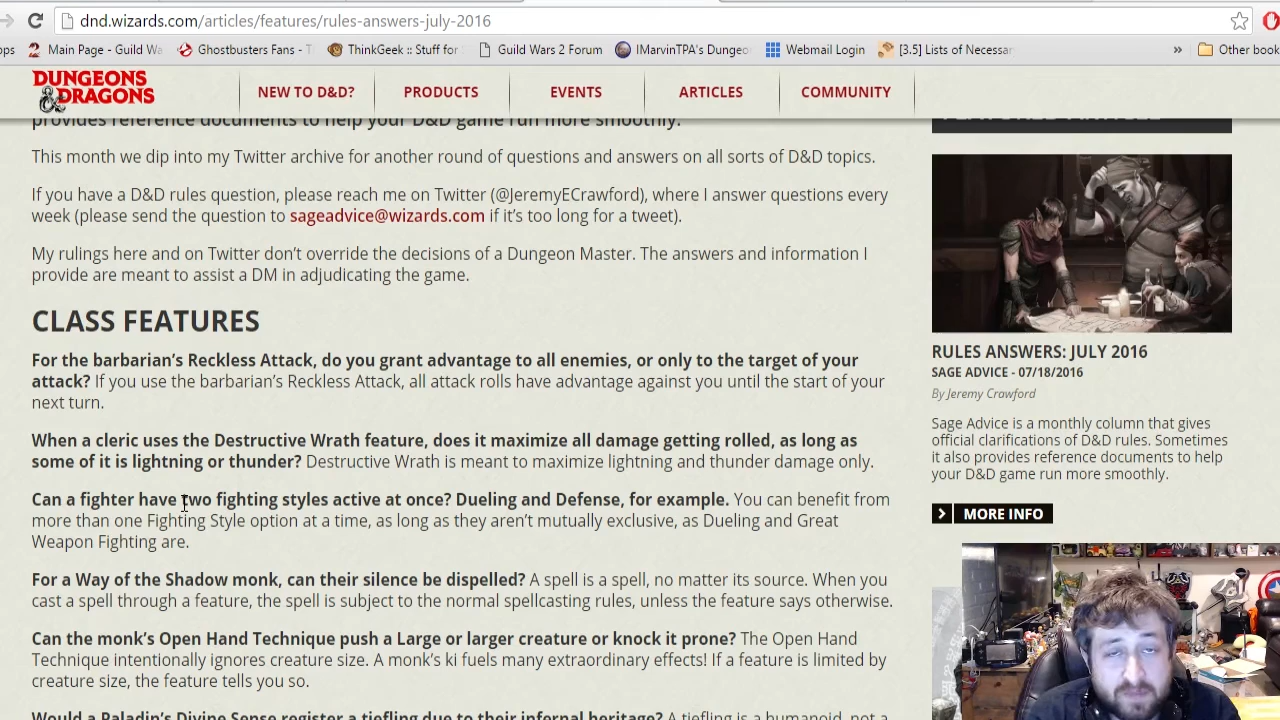 dnd.wizards.com/articles/features/rules-answers-july-2016
Main Page - Guild Wa
Ghostbusters Fans - T
ThinkGeek :: Stuff for
Guild Wars 2 Forum
IMarvinTPA's Dungeo
Webmail Login
[3.5] Lists of Necessar
»
Other book
DUNGEONS
& DRAGONS
NEW TO D&D?
PRODUCTS
EVENTS
ARTICLES
COMMUNITY
provides reference documents to help your D&D game run more smoothly.
This month we dip into my Twitter archive for another round of questions and answers on all sorts of D&D topics.
If you have a D&D rules question, please reach me on Twitter (@JeremyECrawford), where I answer questions every
week (please send the question to sageadvice@wizards.com if it's too long for a tweet).
My rulings here and on Twitter don't override the decisions of a Dungeon Master. The answers and information I
provide are meant to assist a DM in adjudicating the game.
CLASS FEATURES
For the barbarian's Reckless Attack, do you grant advantage to all enemies, or only to the target of your
attack? If you use the barbarian's Reckless Attack, all attack rolls have advantage against you until the start of your
next turn.
When a cleric uses the Destructive Wrath feature, does it maximize all damage getting rolled, as long as
some of it is lightning or thunder? Destructive Wrath is meant to maximize lightning and thunder damage only.
Can a fighter have two fighting styles active at once? Dueling and Defense, for example. You can benefit from
more than one Fighting Style option at a time, as long as they aren't mutually exclusive, as Dueling and Great
Weapon Fighting are.
For a Way of the Shadow monk, can their silence be dispelled? A spell is a spell, no matter its source. When you
cast a spell through a feature, the spell is subject to the normal spellcasting rules, unless the feature says otherwise.
Can the monk's Open Hand Technique push a Large or larger creature or knock it prone? The Open Hand
Technique intentionally ignores creature size. A monk's ki fuels many extraordinary effects! If a feature is limited by
creature size, the feature tells you so.
Would a Paladin's Divine Sense register a tiefling due to their infernal heritage? A tiefling is a humanoid, not a
RULES ANSWERS: JULY 2016
SAGE ADVICE - 07/18/2016
By Jeremy Crawford
Sage Advice is a monthly column that gives
official clarifications of D&D rules. Sometimes
it also provides reference documents to help
your D&D game run more smoothly.
MORE INFO